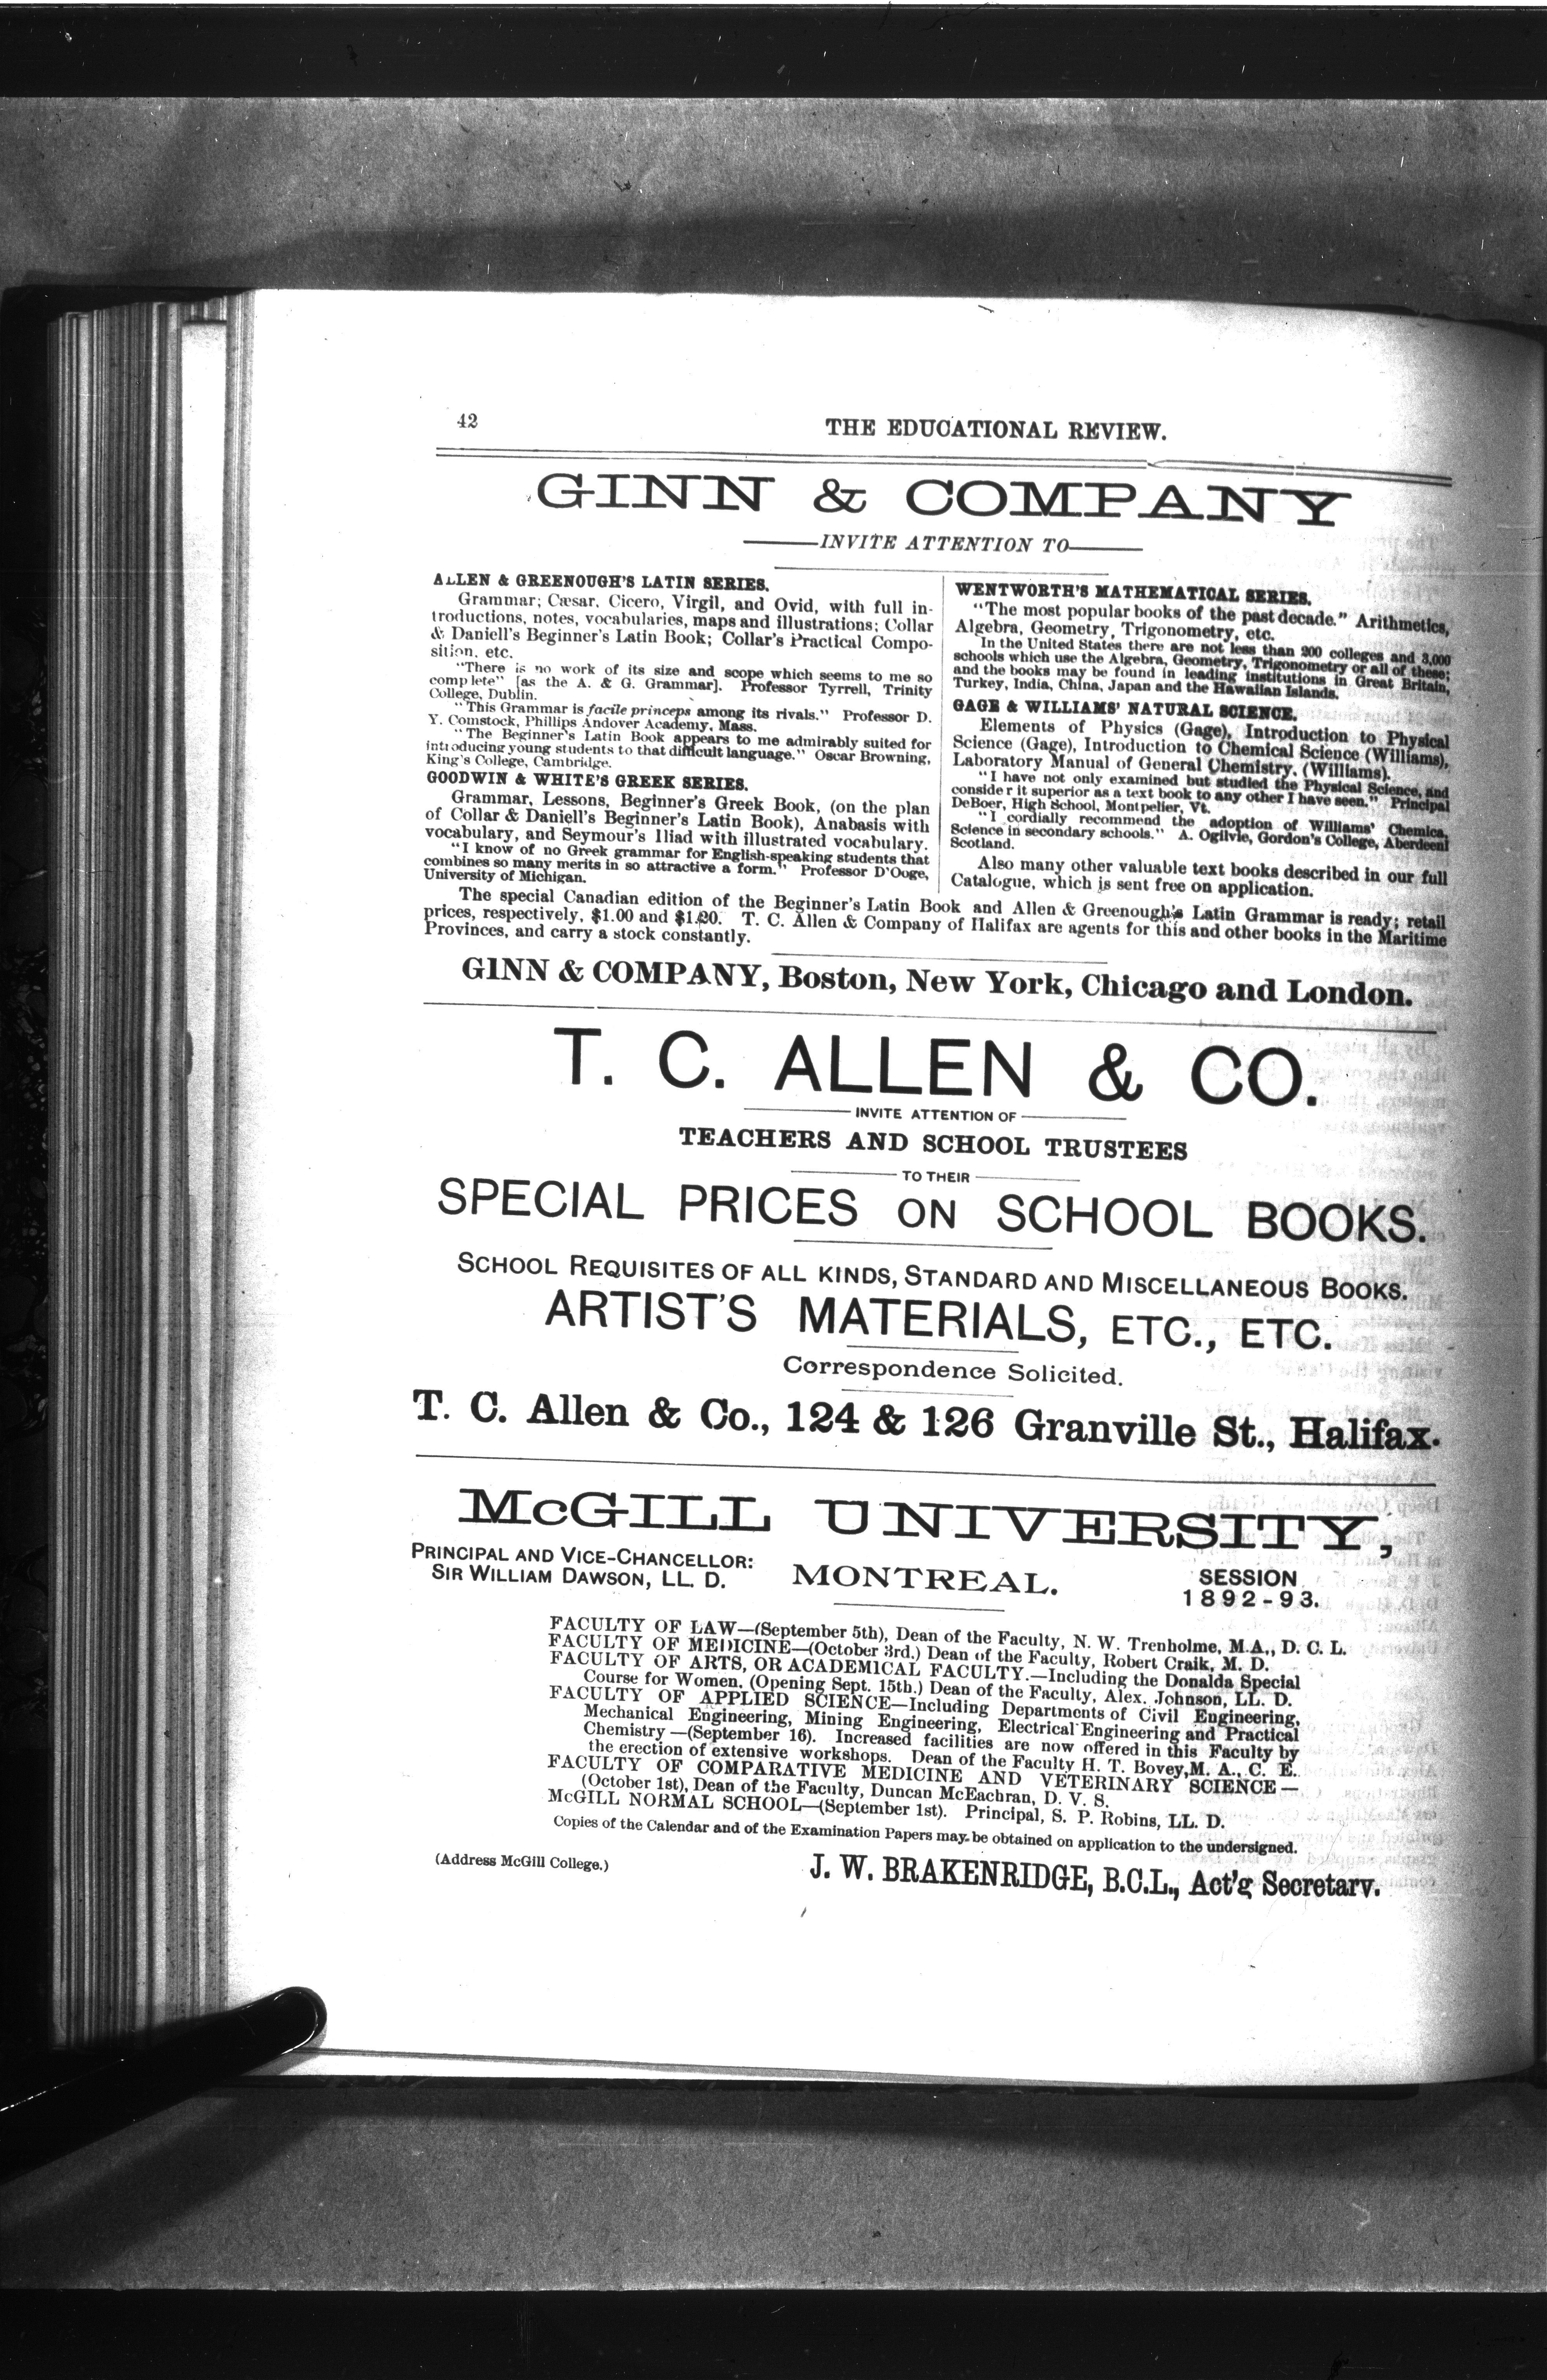 42
THE EDUCATIONAL REVIEW.
GINN & COMPANY
INVITE ATTENTION TO
ALLEN & GREENOUGH'S LATIN SERIES.
Grammar; Cæsar, Cicero, Virgil, and Ovid, with full in-
troductions, notes, vocabularies, maps and illustrations; Collar
& Daniell's Beginner's Latin Book; Collar's Practical Compo-
sition, etc.
"There is no work of its size and scope which seems to me so
complete" [as the A. & G. Grammar]. Professor Tyrrell, Trinity
College, Dublin.
"This Grammar is facile princeps among its rivals." Professor D.
Y. Comstock, Phillips Andover Academy, Mass.
"The Beginner's Latin Book appears to me admirably suited for
introducing young students to that difficult language." Oscar Browning,
King's College, Cambridge.
GOODWIN & WHITE'S GREEK SERIES.
Grammar, Lessons, Beginner's Greek Book, (on the plan
of Collar & Daniell's Beginner's Latin Book), Anabasis with
vocabulary, and Seymour's Iliad with illustrated vocabulary.
"I know of no Greek grammar for English-speaking students that
combines so many merits in so attractive a form." Professor D'Ooge,
University of Michigan.
WENTWORTH'S MATHEMATICAL SERIES.
"The most popular books of the past decade." Arithmetics,
Algebra, Geometry, Trigonometry, etc.
In the United States there are not less than 900 colleges and 3,000
schools which use the Algebra, Geometry, Trigonometry or all of these;
and the books may be found in leading institutions in Great Britain,
Turkey, India, China, Japan and the Hawaiian Islands.
GAGE & WILLIAMS' NATURAL SCIENCE.
Elements of Physics (Gage), Introduction to Physical
Science (Gage), Introduction to Chemical Science (Williams),
Laboratory Manual of General Chemistry. (Williams).
"I have not only examined but studied the Physical Science, and
consider it superior as a text book to any other I have seen." Principal
DeBoer, High School, Montpelier, Vt.
"I cordially recommend the adoption of Williams' Chemica,
Science in secondary schools." A. Ogilvie, Gordon's College, Aberdeenl
Scotland.
Also many other valuable text books described in our full
Catalogue, which is sent free on application.
The special Canadian edition of the Beginner's Latin Book and Allen & Greenough's Latin Grammar is ready; retail
prices, respectively, $1.00 and $1.20. T. C. Allen & Company of Halifax are agents for this and other books in the Maritime
Provinces, and carry a stock constantly.
GINN & COMPANY, Boston, New York, Chicago and London.
T. C. ALLEN & CO.
INVITE ATTENTION OF
TEACHERS AND SCHOOL TRUSTEES
TO THEIR
SPECIAL PRICES ON SCHOOL BOOKS.
SCHOOL REQUISITES OF ALL KINDS, STANDARD AND MISCELLANEOUS BOOKS.
ARTIST'S MATERIALS, ETC., ETC.
Correspondence Solicited.
T. C. Allen & Co., 124 & 126 Granville St., Halifax.
McGILL UNIVERSITY,
PRINCIPAL AND VICE-CHANCELLOR:
SIR WILLIAM DAWSON, LL. D.
MONTREAL.
SESSION
1892-93.
FACULTY OF LAW—(September 5th), Dean of the Faculty, N. W. Trenholme, M.A., D. C. L.
FACULTY OF MEDICINE—(October 3rd.) Dean of the Faculty, Robert Craik, M. D.
FACULTY OF ARTS, OR ACADEMICAL FACULTY.—Including the Donalda Special
Course for Women, (Opening Sept. 15th.) Dean of the Faculty, Alex. Johnson, LL. D.
FACULTY OF APPLIED SCIENCE—Including Departments of Civil Engineering,
Mechanical Engineering, Mining Engineering, Electrical Engineering and Practical
Chemistry—(September 16). Increased facilities are now offered in this Faculty by
the erection of extensive workshops. Dean of the Faculty H. T. Bovey, M. A., C. E.
FACULTY OF COMPARATIVE MEDICINE AND VETERINARY SCIENCE—
(October 1st), Dean of the Faculty, Duncan McEachran, D. V. S.
McGILL NORMAL SCHOOL—(September 1st). Principal, S. P. Robins, LL. D.
Copies of the Calendar and of the Examination Papers may be obtained on application to the undersigned.
(Address McGill College.)
J. W. BRAKENRIDGE, B.C.L., Act'g Secretary.